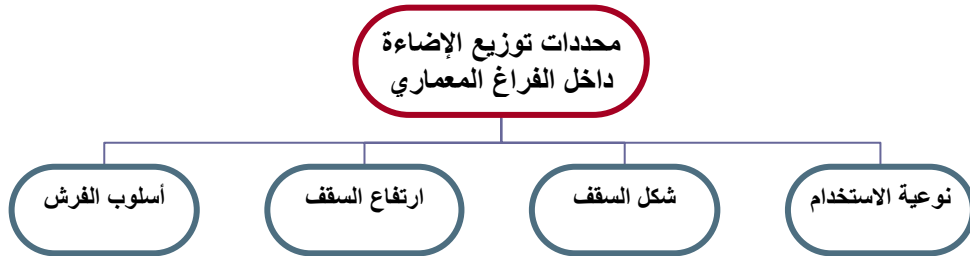 محددات توزيع الإضاءة
داخل الفراغ المعماري
نوعية الاستخدام
شكل السقف
ارتفاع السقف
أسلوب الفرش